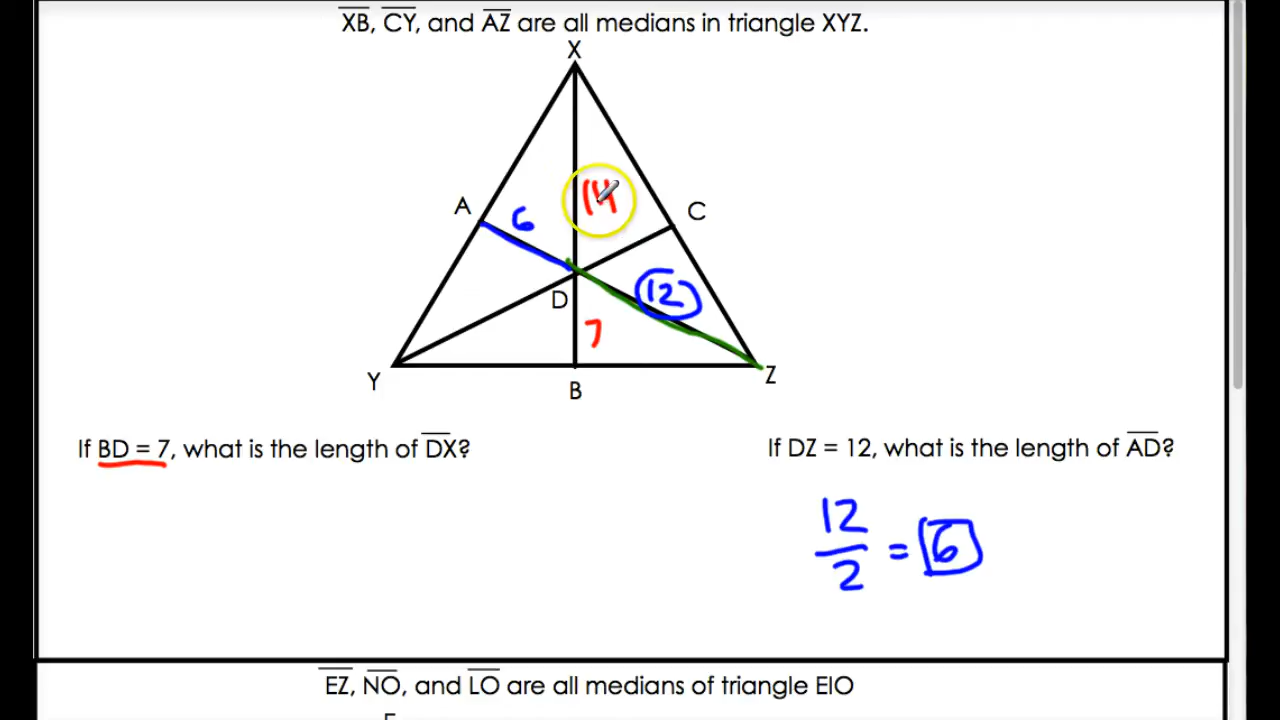 XB, CY, and AZ are all medians in triangle XYZ.
X
A
6
14
C
D
12
7
Y
B
Z
If BD = 7, what is the length of DX?
If DZ = 12, what is the length of AD?
12
2
= 6
EZ, NO, and LO are all medians of triangle EIO